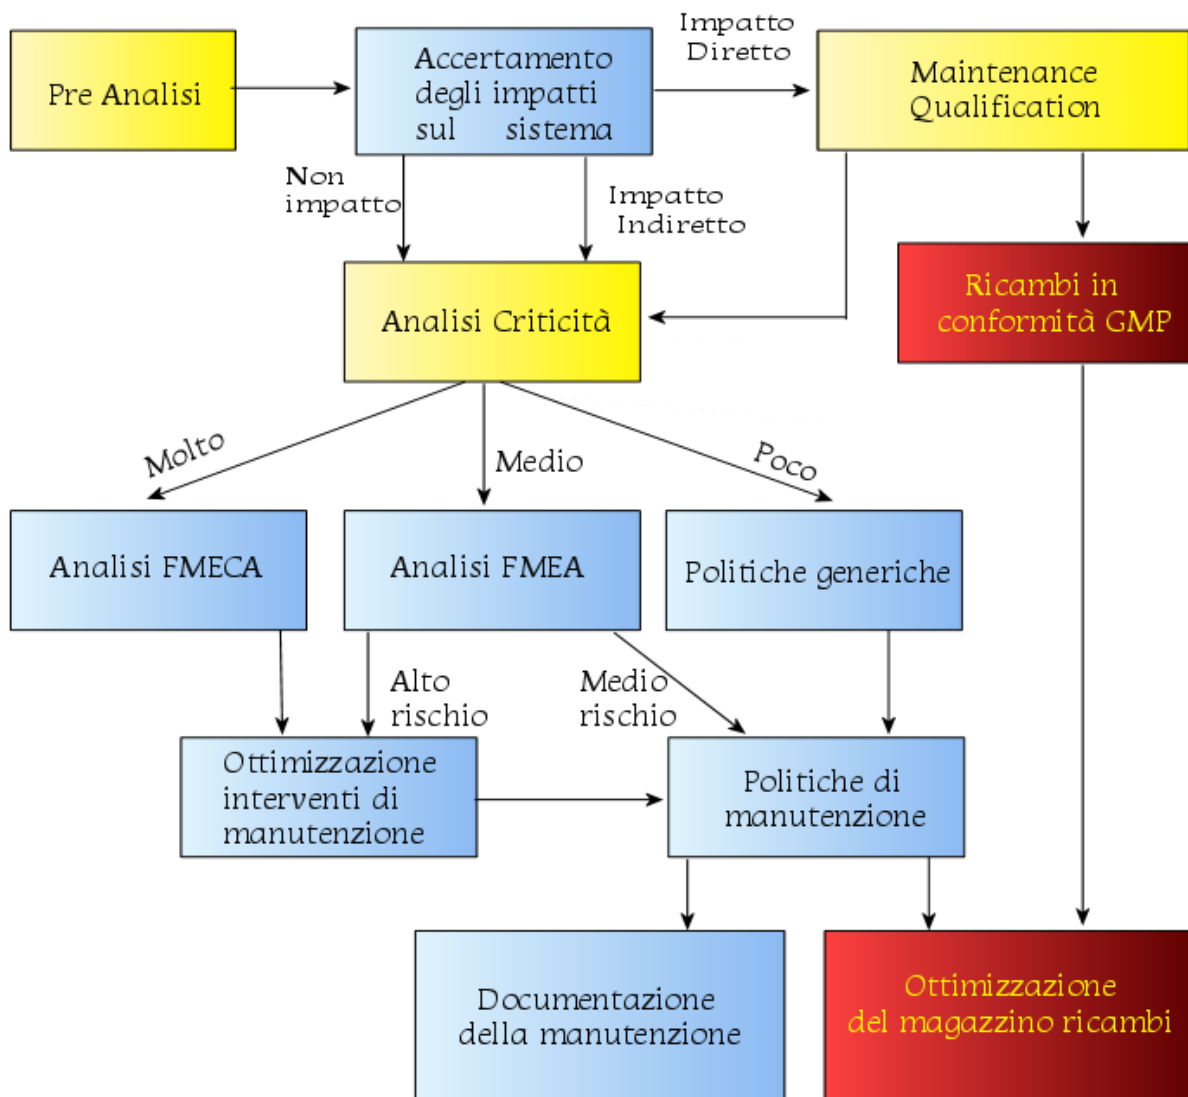 Impatto
Diretto
Pre Analisi
Accertamento
degli impatti
sul sistema
Maintenance
Qualification
Non
impatto
Impatto
Indiretto
Ricambi in
conformità GMP
Analisi Criticità
Molto
Medio
Poco
Analisi FMECA
Analisi FMEA
Politiche generiche
Alto
rischio
Medio
rischio
Ottimizzazione
interventi di
manutenzione
Politiche di
manutenzione
Documentazione
della manutenzione
Ottimizzazione
del magazzino ricambi